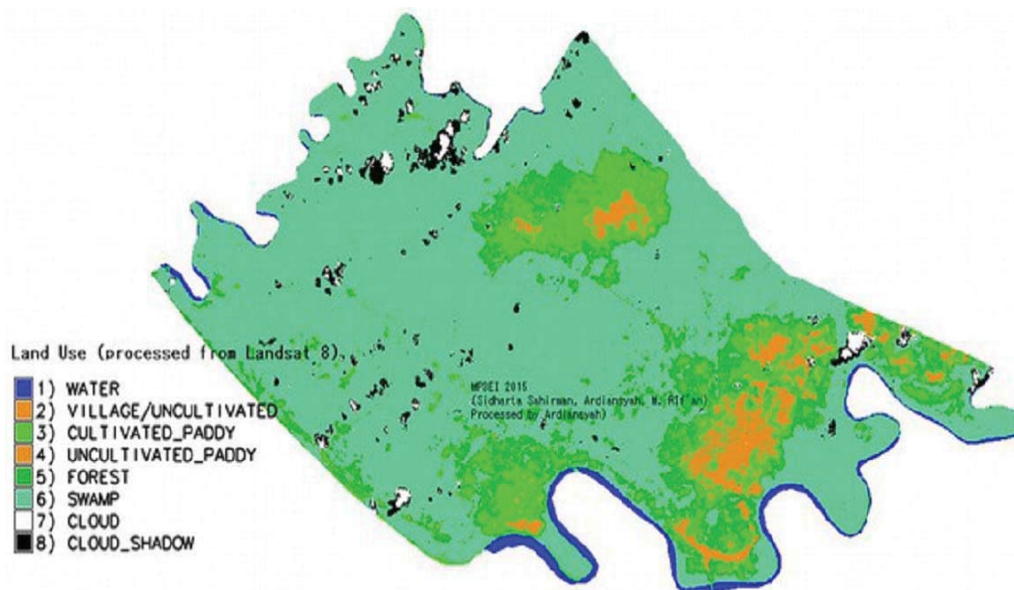 Land Use (processed from Landsat 8)
1) WATER
2) VILLAGE/UNCULTIVATED
3) CULTIVATED_PADDY
4) UNCULTIVATED_PADDY
5) FOREST
6) SWAMP
7) CLOUD
8) CLOUD_SHADOW
2015
(Sidharta Sahirman, Ardiansyah, M. Rif'an)
Processed by Ardiansyah)